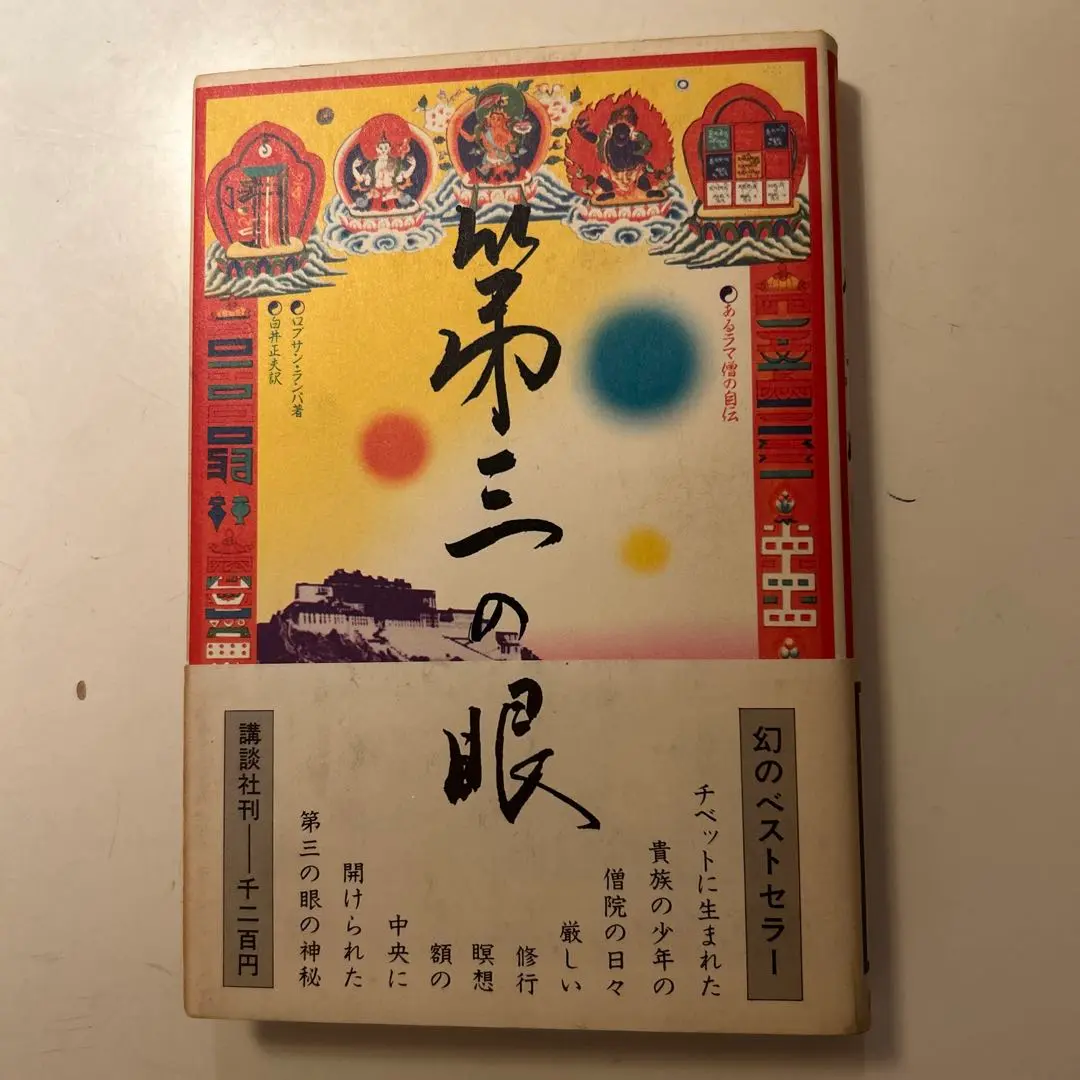 第三の眼
あるラマ僧の自伝
ロブサン・ランパ著
白井正夫訳
幻のベストセラー
チベットに生まれた
貴族の少年の
僧院の日々
厳しい
修行
瞑想
額の
中央に
開けられた
第三の眼の神秘
講談社刊――千二百円